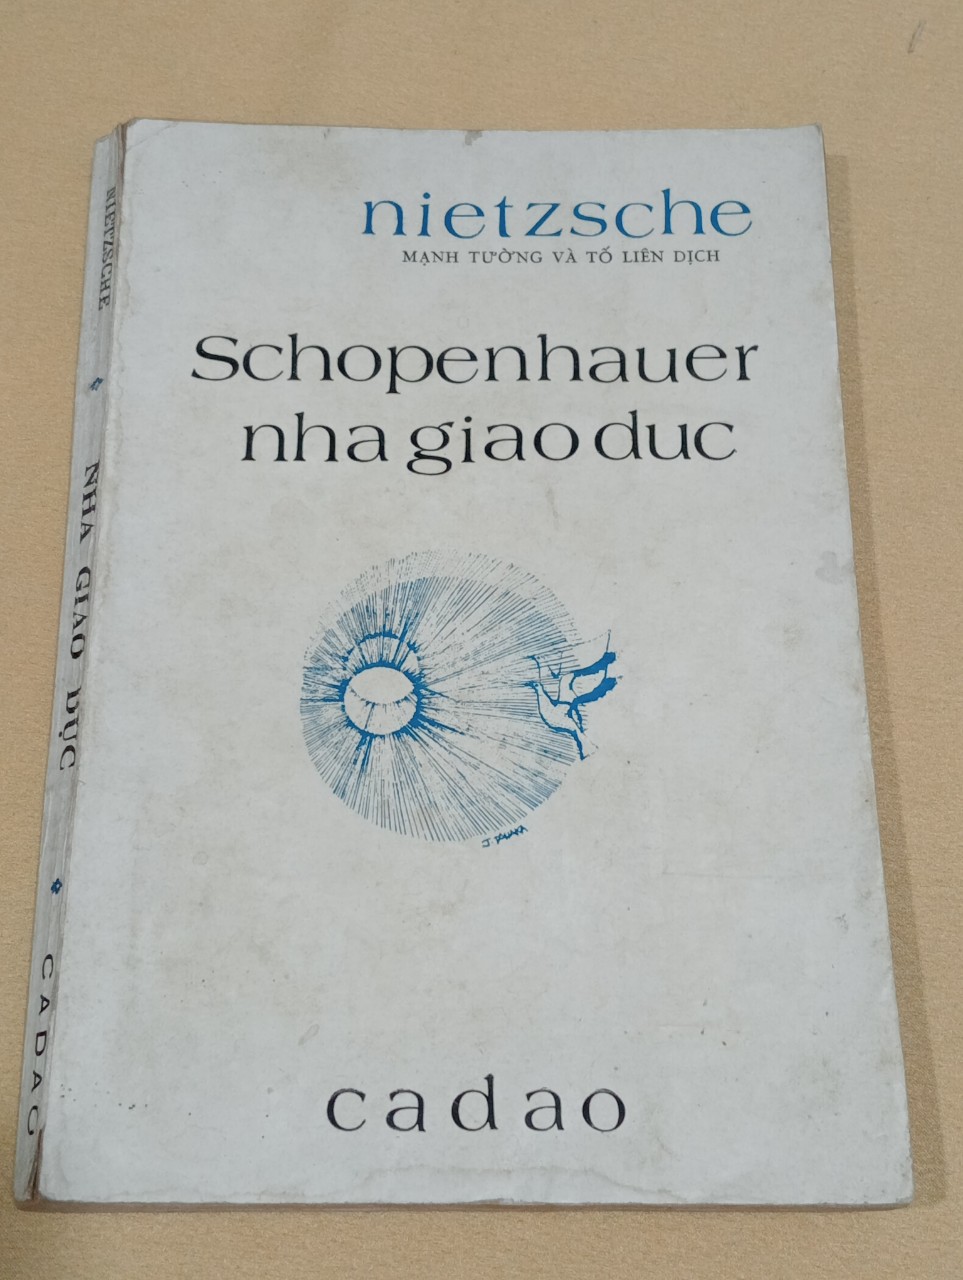 nietzsche
MẠNH TƯỜNG VÀ TỐ LIÊN DỊCH
Schopenhauer
nha giao duc
cadao
NIETZSCHE
NHA GIAO DỤC
CADAO